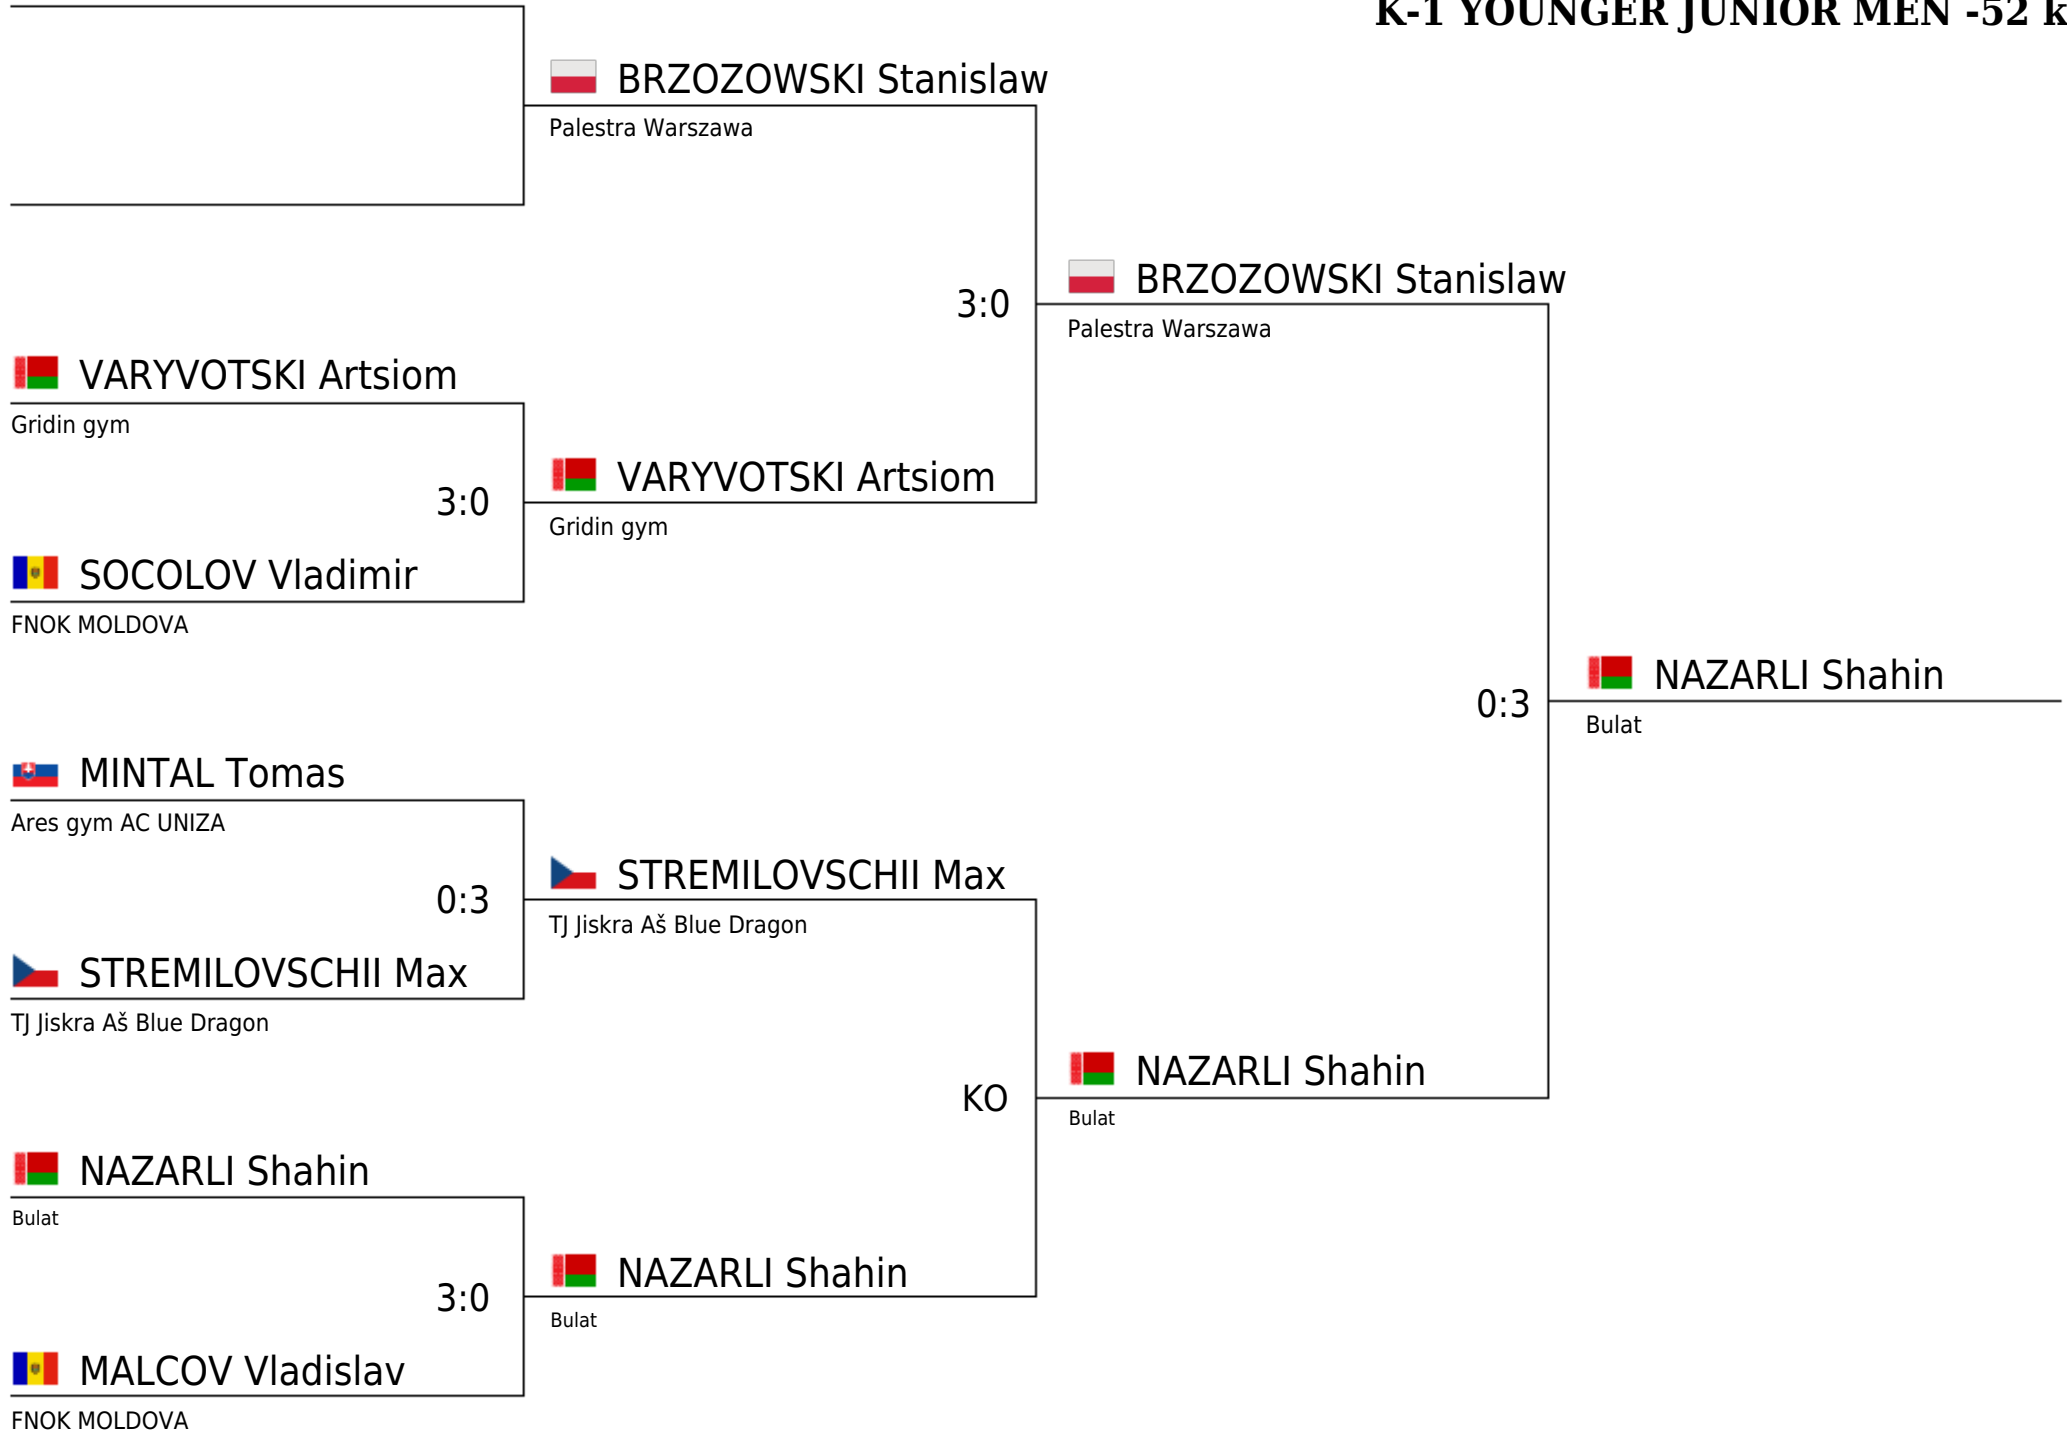 K-1 YOUNGER JUNIOR MEN -52 k
BRZOZOWSKI Stanislaw
Palestra Warszawa
3:0
BRZOZOWSKI Stanislaw
Palestra Warszawa
VARYVOTSKI Artsiom
Gridin gym
3:0
VARYVOTSKI Artsiom
Gridin gym
SOCOLOV Vladimir
FNOK MOLDOVA
0:3
NAZARLI Shahin
Bulat
MINTAL Tomas
Ares gym AC UNIZA
0:3
STREMILOVSCHII Max
TJ Jiskra Aš Blue Dragon
STREMILOVSCHII Max
TJ Jiskra Aš Blue Dragon
KO
NAZARLI Shahin
Bulat
NAZARLI Shahin
Bulat
3:0
NAZARLI Shahin
Bulat
MALCOV Vladislav
FNOK MOLDOVA